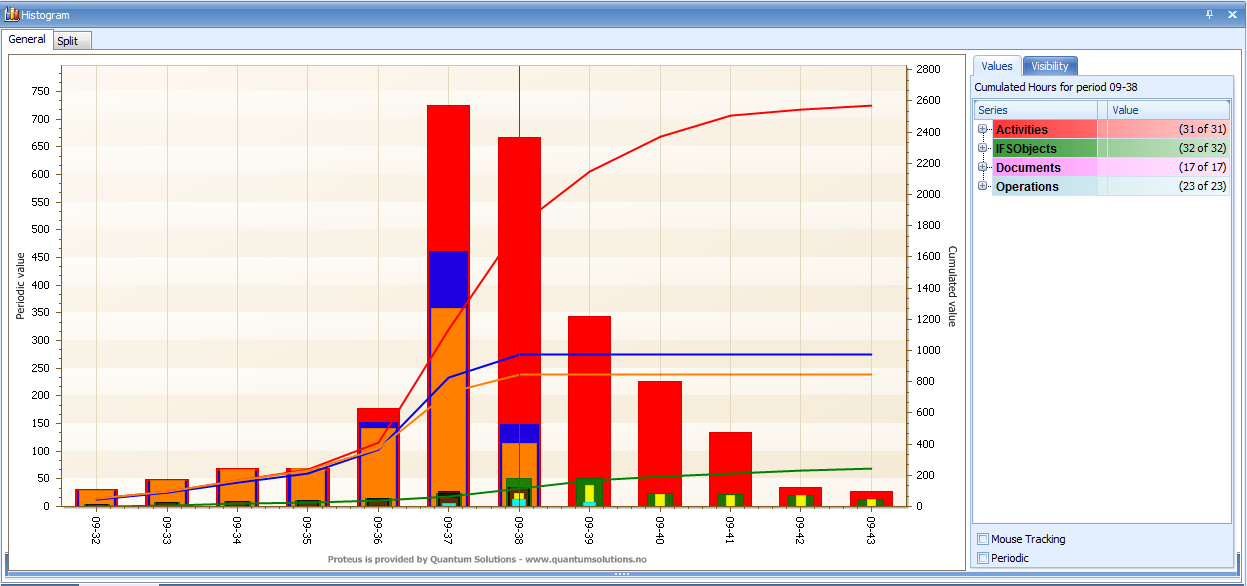 Histogram
General Split
Values Visibility
Cumulated Hours for period 09-38
Series Value
Activities (31 of 31)
IFSObjects (32 of 32)
Documents (17 of 17)
Operations (23 of 23)
Mouse Tracking
Periodic
Periodic value
750
700
650
600
550
500
450
400
350
300
250
200
150
100
50
0
2800
2600
2400
2200
2000
1800
1600
1400
1200
1000
800
600
400
200
0
Cumulated value
09-32 09-33 09-34 09-35 09-36 09-37 09-38 09-39 09-40 09-41 09-42 09-43
Proteus is provided by Quantum Solutions - www.quantumsolutions.no